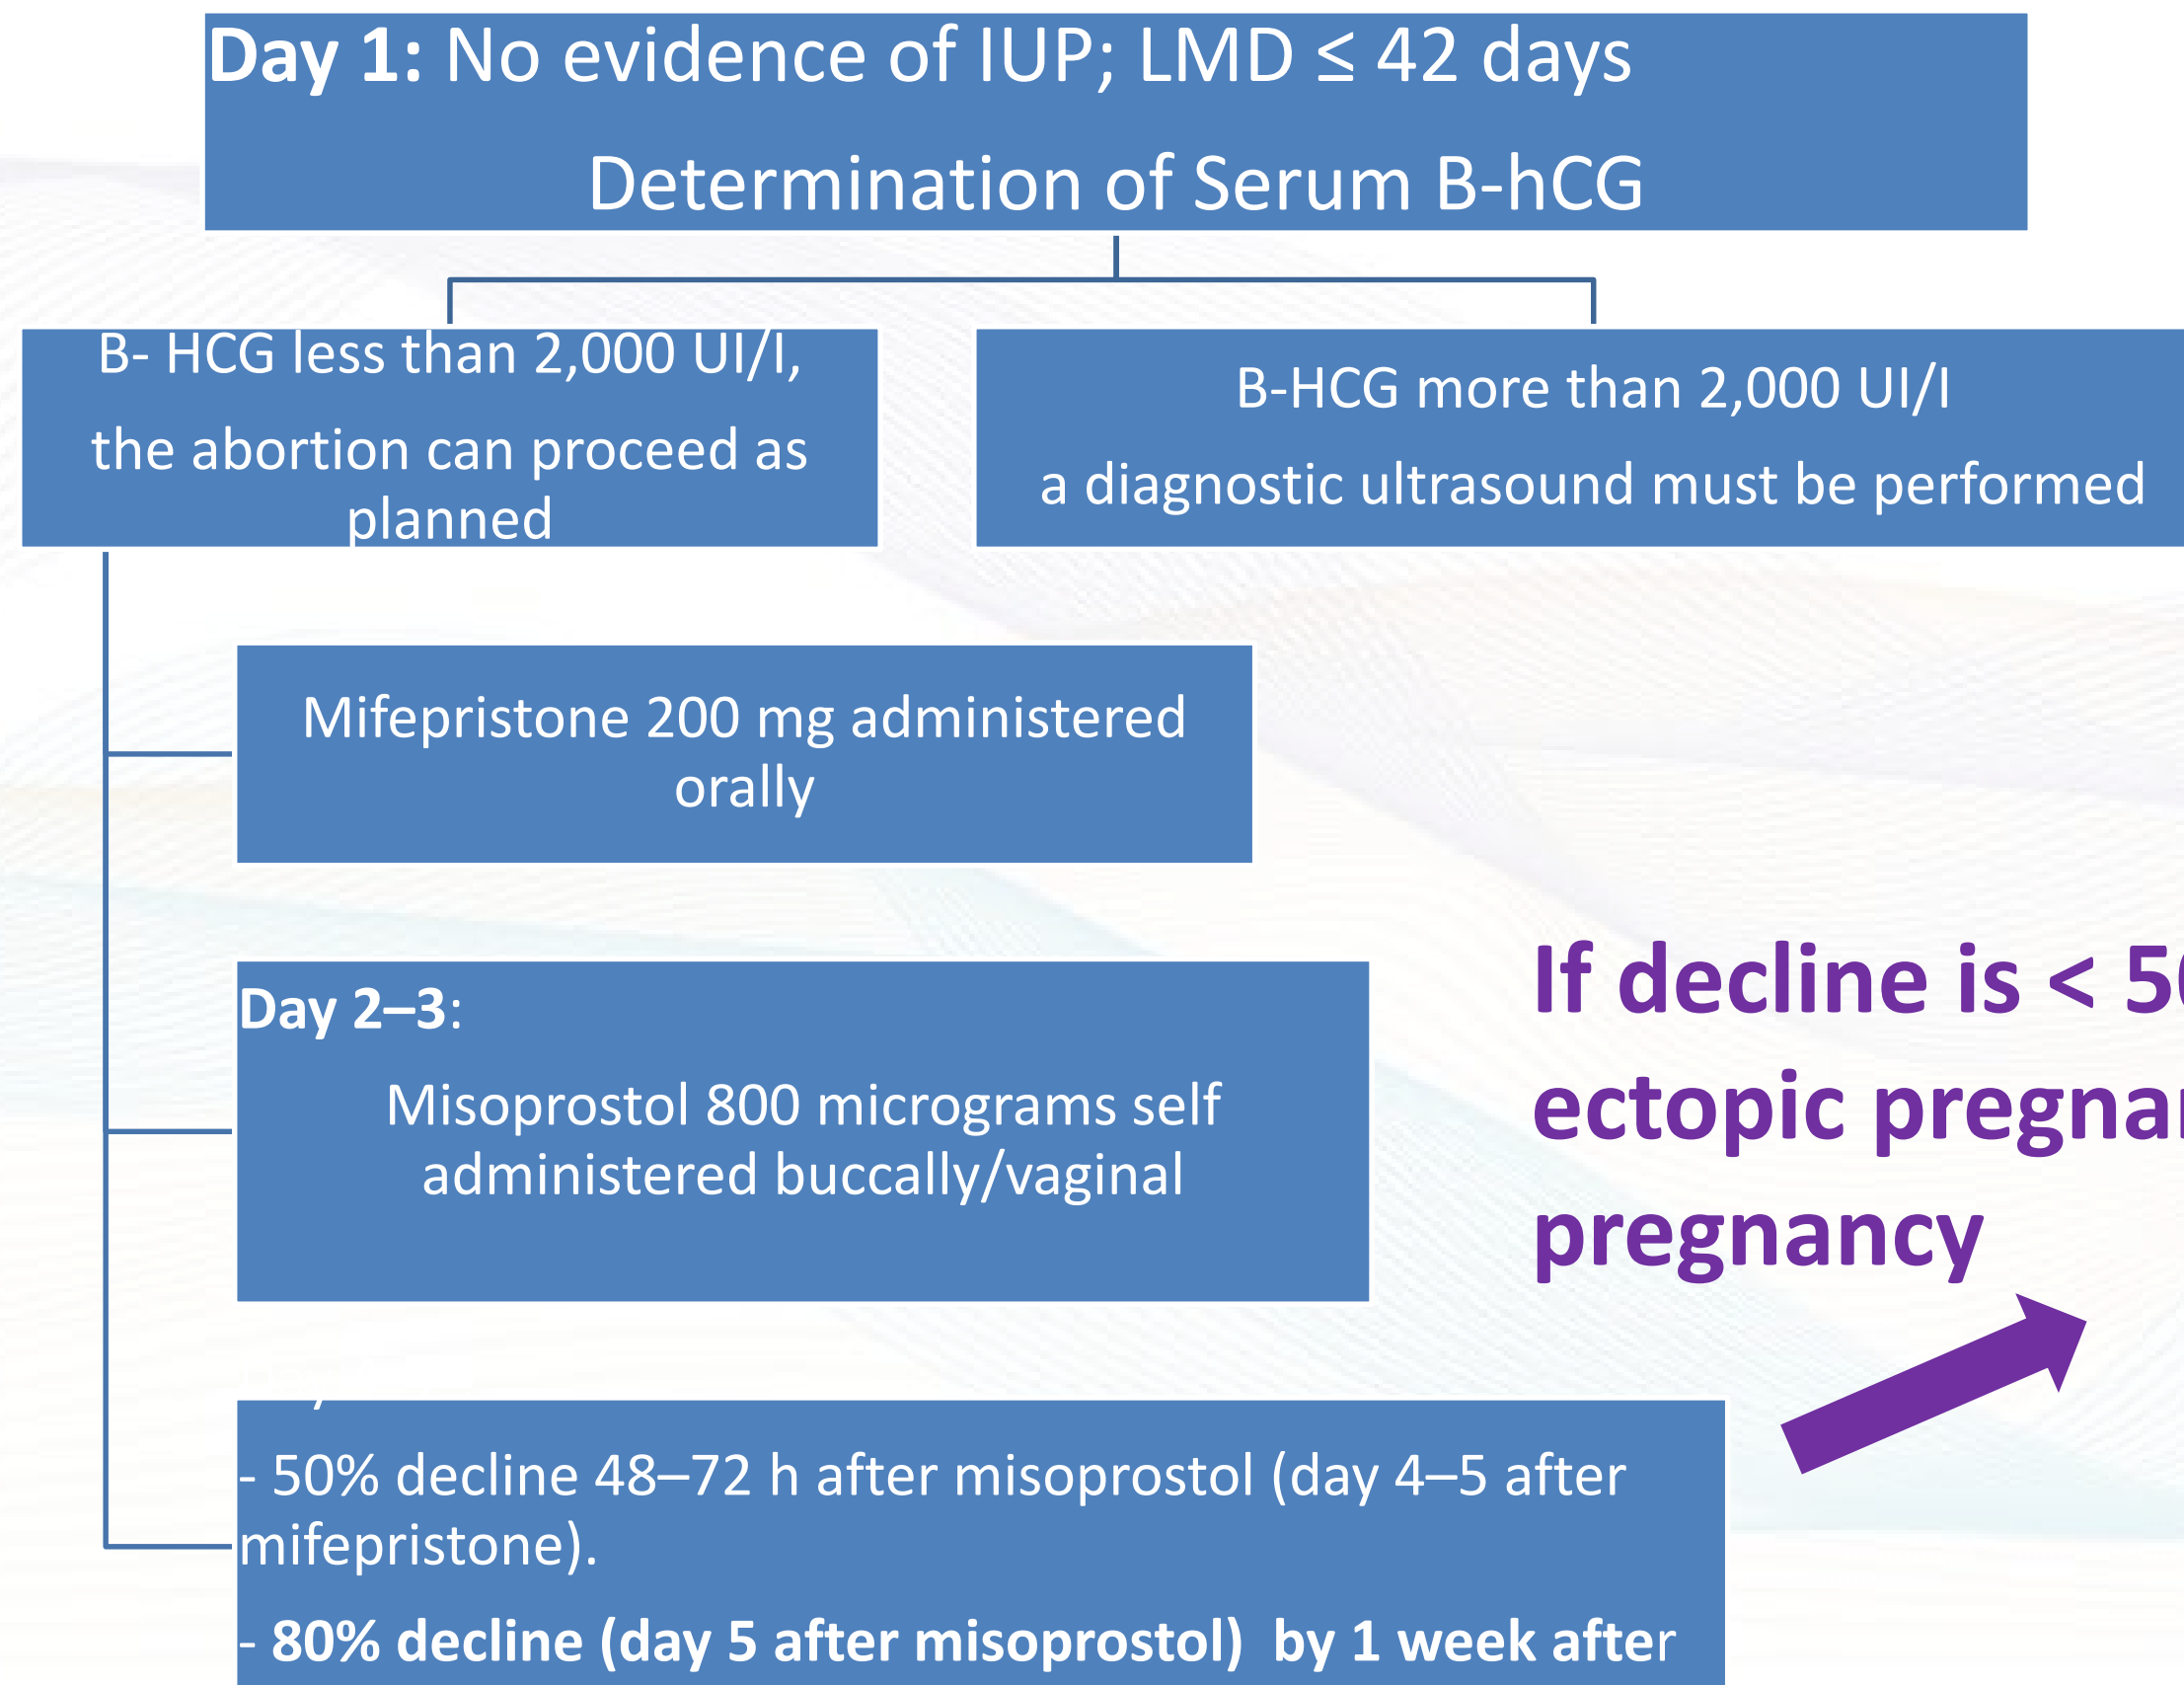 Day 1: No evidence of IUP; LMD ≤ 42 days
Determination of Serum B-hCG
B- HCG less than 2,000 UI/l,
the abortion can proceed as
planned
B-HCG more than 2,000 UI/l
a diagnostic ultrasound must be performed
Mifepristone 200 mg administered
orally
Day 2–3:
Misoprostol 800 micrograms self
administered buccally/vaginal
If decline is < 50
ectopic
pregnancy
- 50% decline 48–72 h after misoprostol (day 4–5 after
mifepristone).
- 80% decline (day 5 after misoprostol) by 1 week after